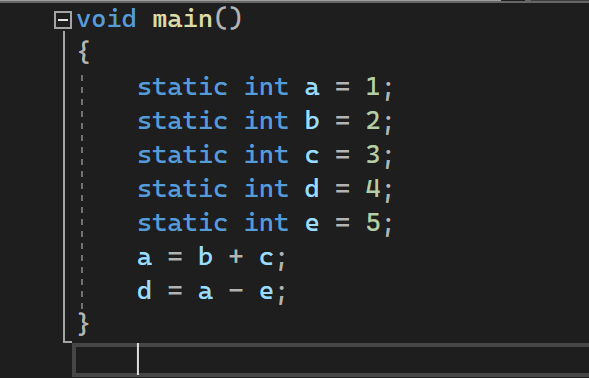 void main()
{
static int a = 1;
static int b = 2;
static int c = 3;
static int d = 4;
static int e = 5;
a = b + c;
d = a - e;
}